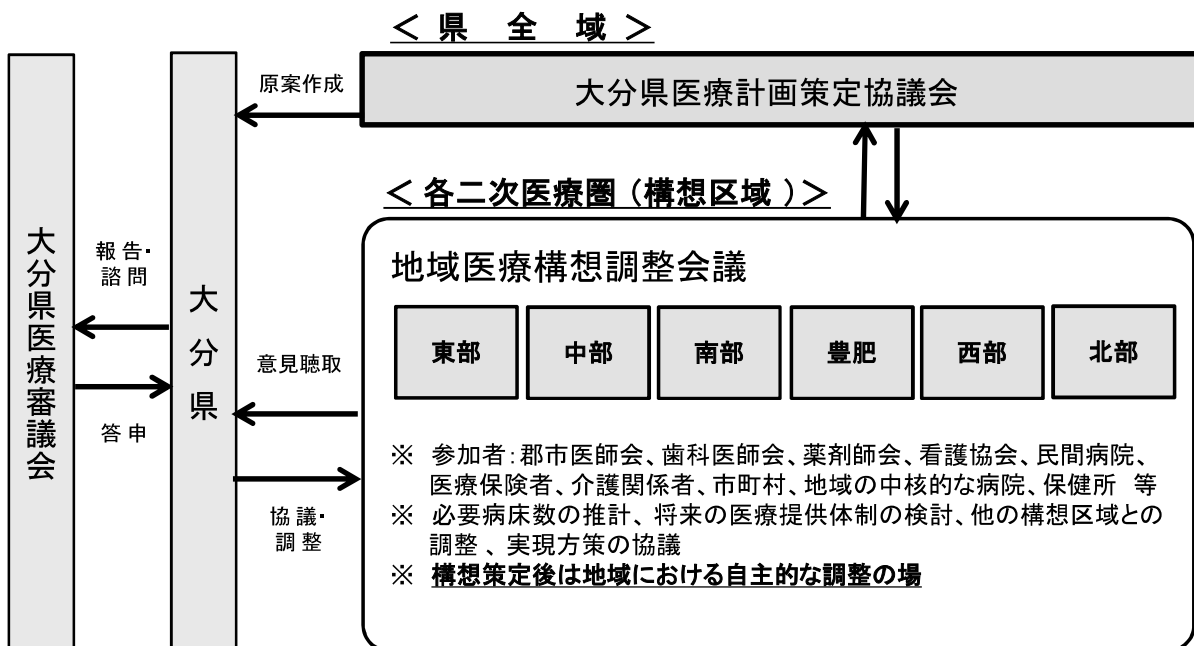 ＜ 県 全 域 ＞
大分県医療計画策定協議会
原案作成
＜ 各二次医療圏（構想区域 ）＞
大分県医療審議会
報告・
諮問
答申
大分県
意見聴取
協議・
調整
地域医療構想調整会議
東部
中部
南部
豊肥
西部
北部
※ 参加者：郡市医師会、歯科医師会、薬剤師会、看護協会、民間病院、
医療保険者、介護関係者、市町村、地域の中核的な病院、保健所 等
※ 必要病床数の推計、将来の医療提供体制の検討、他の構想区域との
調整 、実現方策の協議
※ 構想策定後は地域における自主的な調整の場